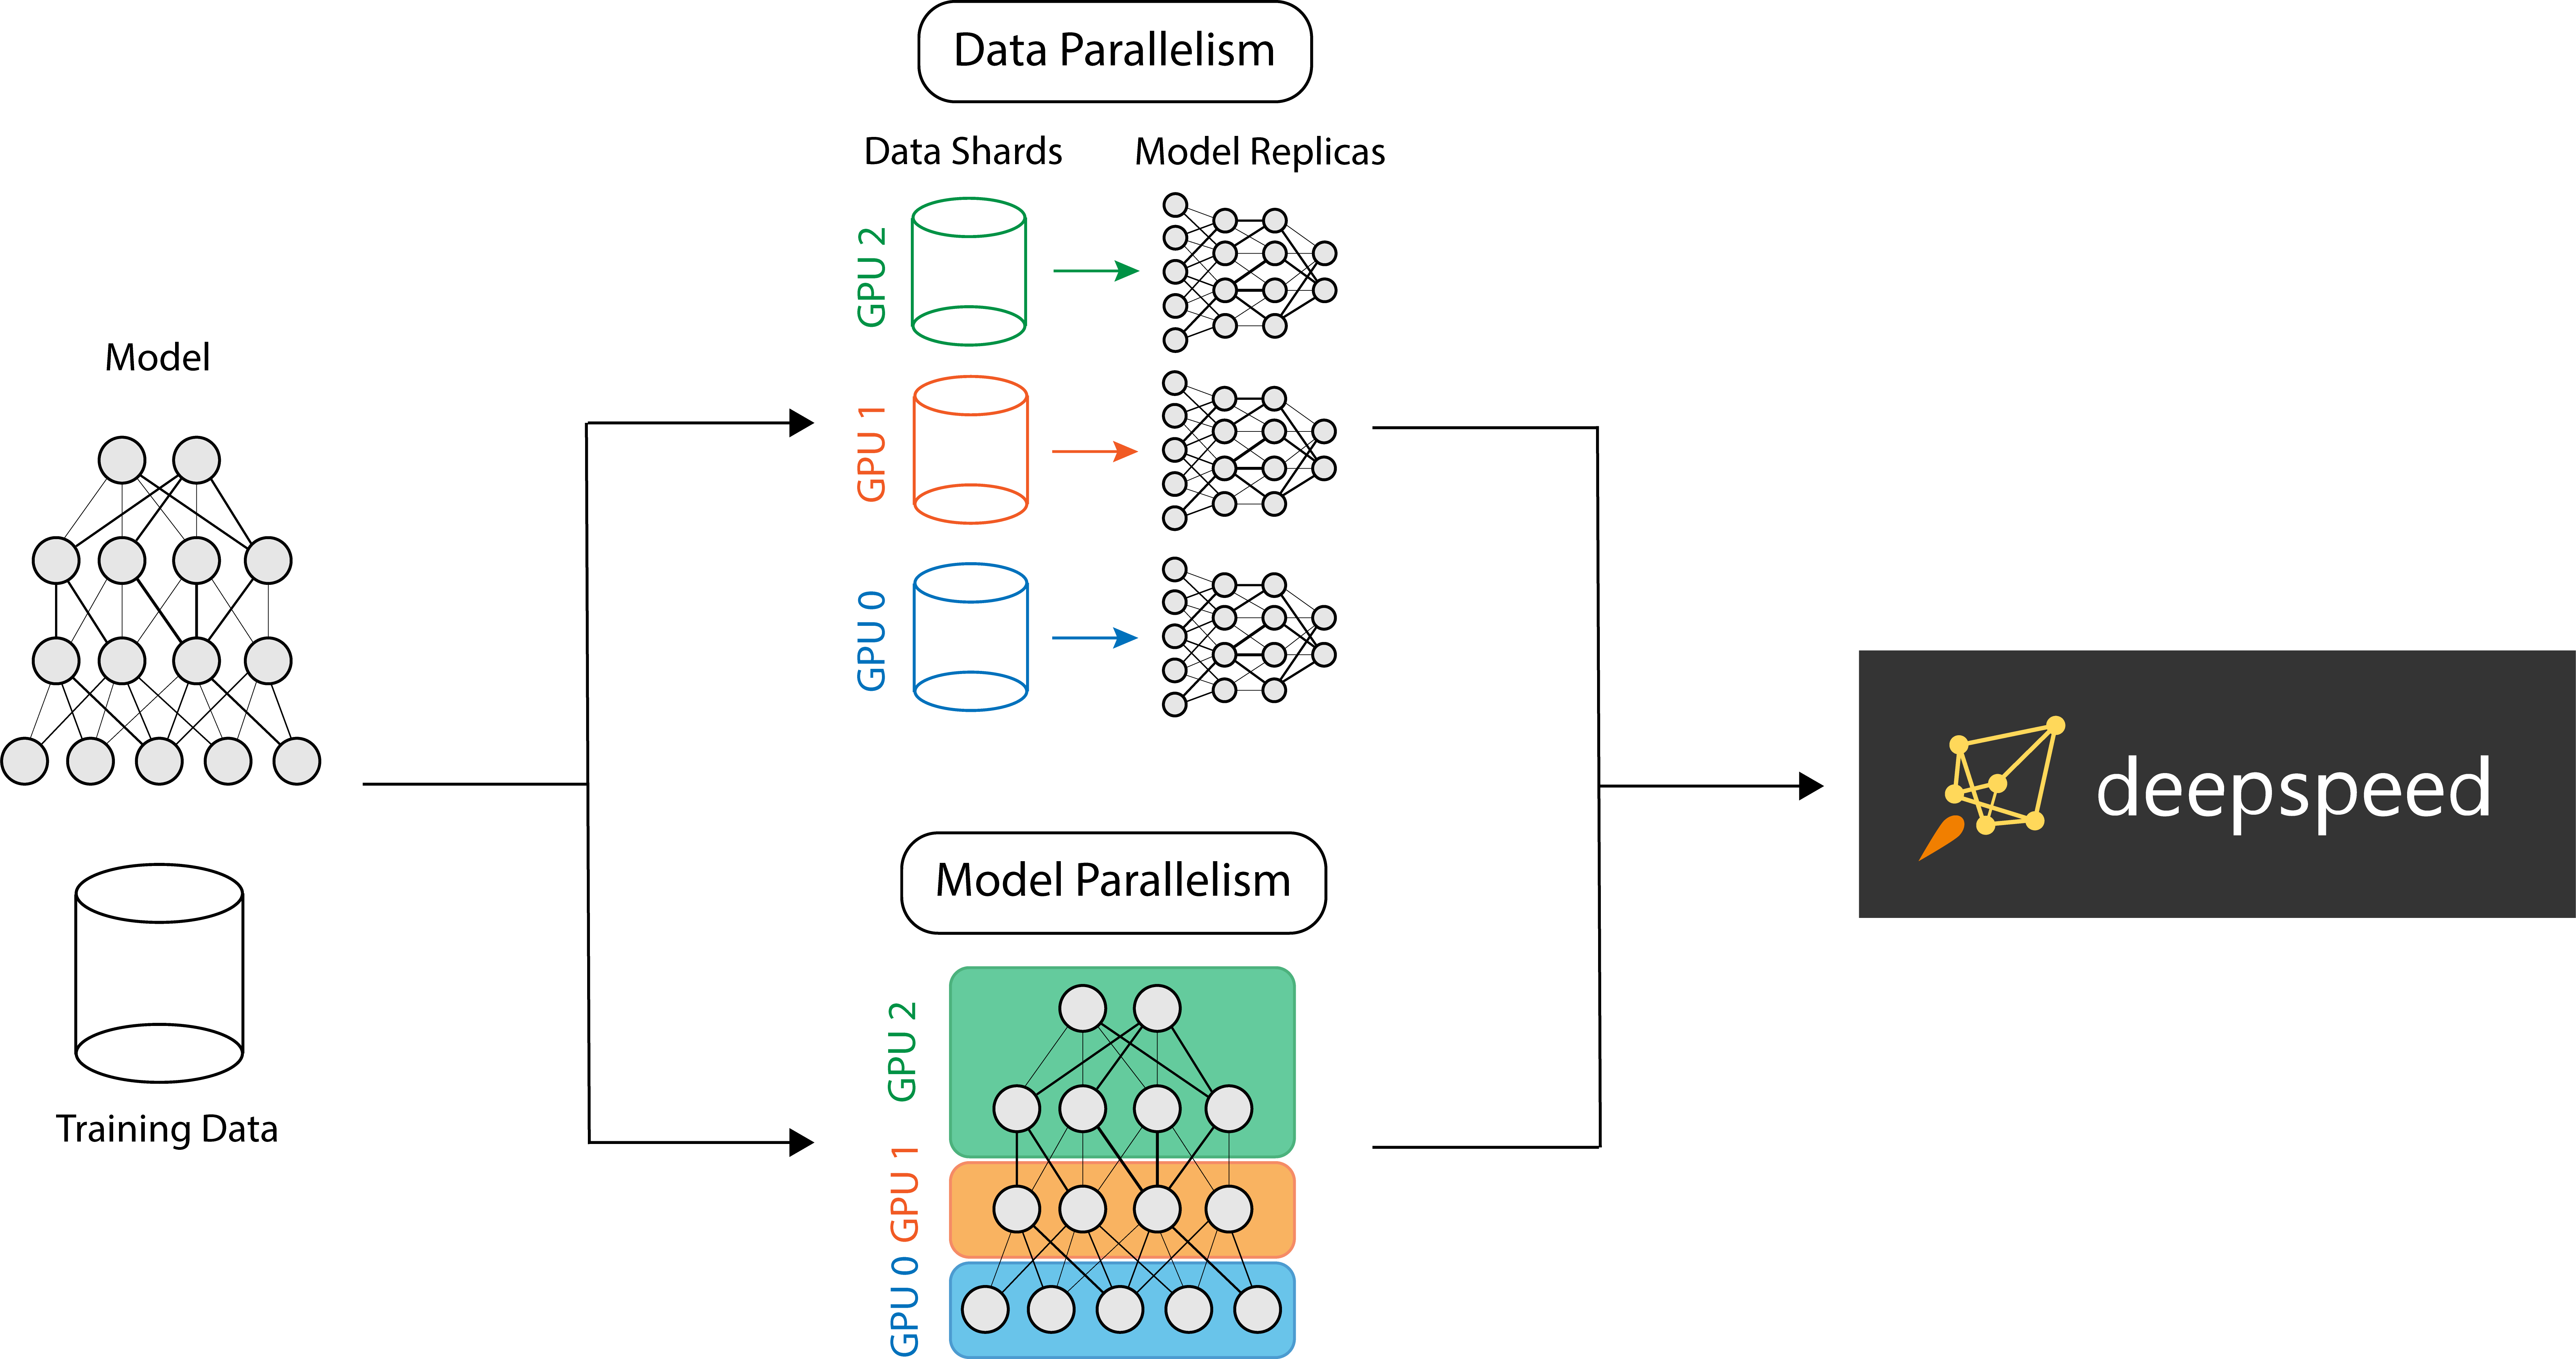 Model
Training Data
Data Parallelism
Data Shards
Model Replicas
GPU 2
GPU 1
GPU 0
Model Parallelism
GPU 2
GPU 1
GPU 0
deepspeed